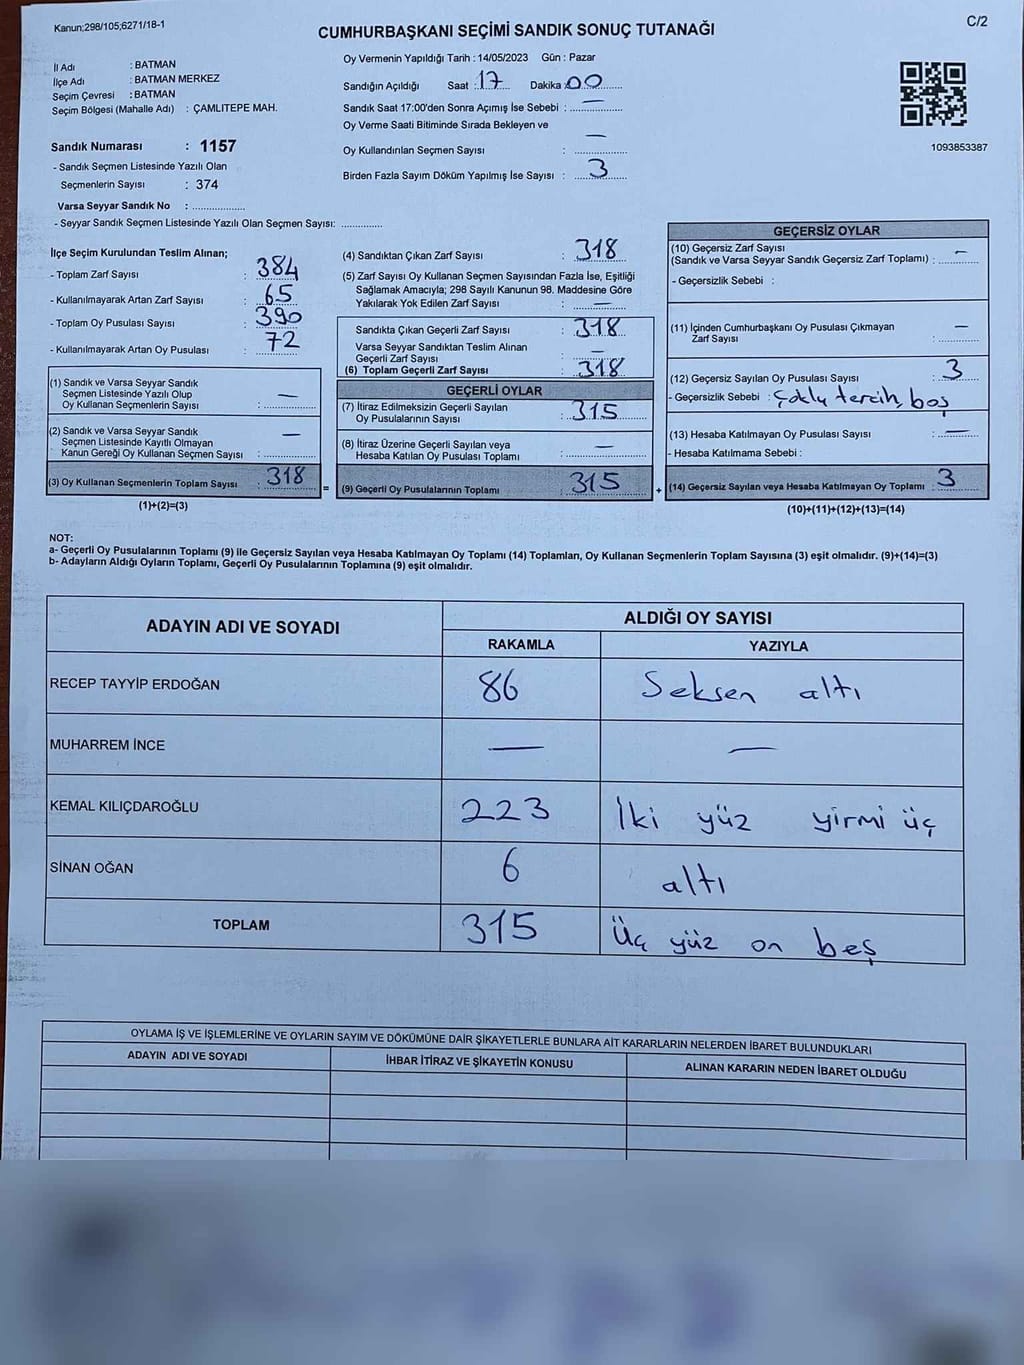 Kanun;298/105;6271/18-1
C/2
CUMHURBAŞKANI SEÇİMİ SANDIK SONUÇ TUTANAĞI
İl Adı : BATMAN
İlçe Adı : BATMAN MERKEZ
Seçim Çevresi : BATMAN
Seçim Bölgesi (Mahalle Adı) : ÇAMLITEPE MAH.
Sandık Numarası : 1157
- Sandık Seçmen Listesinde Yazılı Olan
Seçmenlerin Sayısı : 374
Varsa Seyyar Sandık No : ..................
- Seyyar Sandık Seçmen Listesinde Yazılı Olan Seçmen Sayısı: ..............
Oy Vermenin Yapıldığı Tarih : 14/05/2023 Gün : Pazar
Sandığın Açıldığı Saat : 17 Dakika : 00
Sandık Saat 17:00'den Sonra Açımış İse Sebebi : —
Oy Verme Saati Bitiminde Sırada Bekleyen ve
Oy Kullandırılan Seçmen Sayısı : —
Birden Fazla Sayım Döküm Yapılmış İse Sayısı : 3
1093853387
İlçe Seçim Kurulundan Teslim Alınan;
- Toplam Zarf Sayısı : 384
- Kullanılmayarak Artan Zarf Sayısı : 65
- Toplam Oy Pusulası Sayısı : 390
- Kullanılmayarak Artan Oy Pusulası : 72
(1) Sandık ve Varsa Seyyar Sandık
Seçmen Listesinde Yazılı Olup
Oy Kullanan Seçmenlerin Sayısı : —
(2) Sandık ve Varsa Seyyar Sandık
Seçmen Listesinde Kayıtlı Olmayan
Kanun Gereği Oy Kullanan Seçmen Sayısı : —
(3) Oy Kullanan Seçmenlerin Toplam Sayısı : 318
(1)+(2)=(3)
(4) Sandıktan Çıkan Zarf Sayısı : 318
(5) Zarf Sayısı Oy Kullanan Seçmen Sayısından Fazla İse, Eşitliği
Sağlamak Amacıyla; 298 Sayılı Kanunun 98. Maddesine Göre
Yakılarak Yok Edilen Zarf Sayısı : —
Sandıkta Çıkan Geçerli Zarf Sayısı : 318
Varsa Seyyar Sandıktan Teslim Alınan
Geçerli Zarf Sayısı : —
(6) Toplam Geçerli Zarf Sayısı : 318
GEÇERLİ OYLAR
(7) İtiraz Edilmeksizin Geçerli Sayılan
Oy Pusulalarının Sayısı : 315
(8) İtiraz Üzerine Geçerli Sayılan veya
Hesaba Katılan Oy Pusulası Toplamı : —
= (9) Geçerli Oy Pusulalarının Toplamı : 315
GEÇERSİZ OYLAR
(10) Geçersiz Zarf Sayısı
(Sandık ve Varsa Seyyar Sandık Geçersiz Zarf Toplamı) : —
- Geçersizlik Sebebi :
(11) İçinden Cumhurbaşkanı Oy Pusulası Çıkmayan
Zarf Sayısı : —
(12) Geçersiz Sayılan Oy Pusulası Sayısı : 3
- Geçersizlik Sebebi : Çoklu tercih, boş
(13) Hesaba Katılmayan Oy Pusulası Sayısı : —
- Hesaba Katılmama Sebebi :
+ (14) Geçersiz Sayılan veya Hesaba Katılmayan Oy Toplamı : 3
(10)+(11)+(12)+(13)=(14)
NOT:
a- Geçerli Oy Pusulalarının Toplamı (9) ile Geçersiz Sayılan veya Hesaba Katılmayan Oy Toplamı (14) Toplamları, Oy Kullanan Seçmenlerin Toplam Sayısına (3) eşit olmalıdır. (9)+(14)=(3)
b- Adayların Aldığı Oyların Toplamı, Geçerli Oy Pusulalarının Toplamına (9) eşit olmalıdır.
ADAYIN ADI VE SOYADI ALDIĞI OY SAYISI
RAKAMLA YAZIYLA
RECEP TAYYİP ERDOĞAN 86 Seksen altı
MUHARREM İNCE — —
KEMAL KILIÇDAROĞLU 223 İki yüz yirmi üç
SİNAN OĞAN 6 altı
TOPLAM 315 Üç yüz on beş
OYLAMA İŞ VE İŞLEMLERİNE VE OYLARIN SAYIM VE DÖKÜMÜNE DAİR ŞİKAYETLERLE BUNLARA AİT KARARLARIN NELERDEN İBARET BULUNDUKLARI
ADAYIN ADI VE SOYADI İHBAR İTİRAZ VE ŞİKAYETİN KONUSU ALINAN KARARIN NEDEN İBARET OLDUĞU